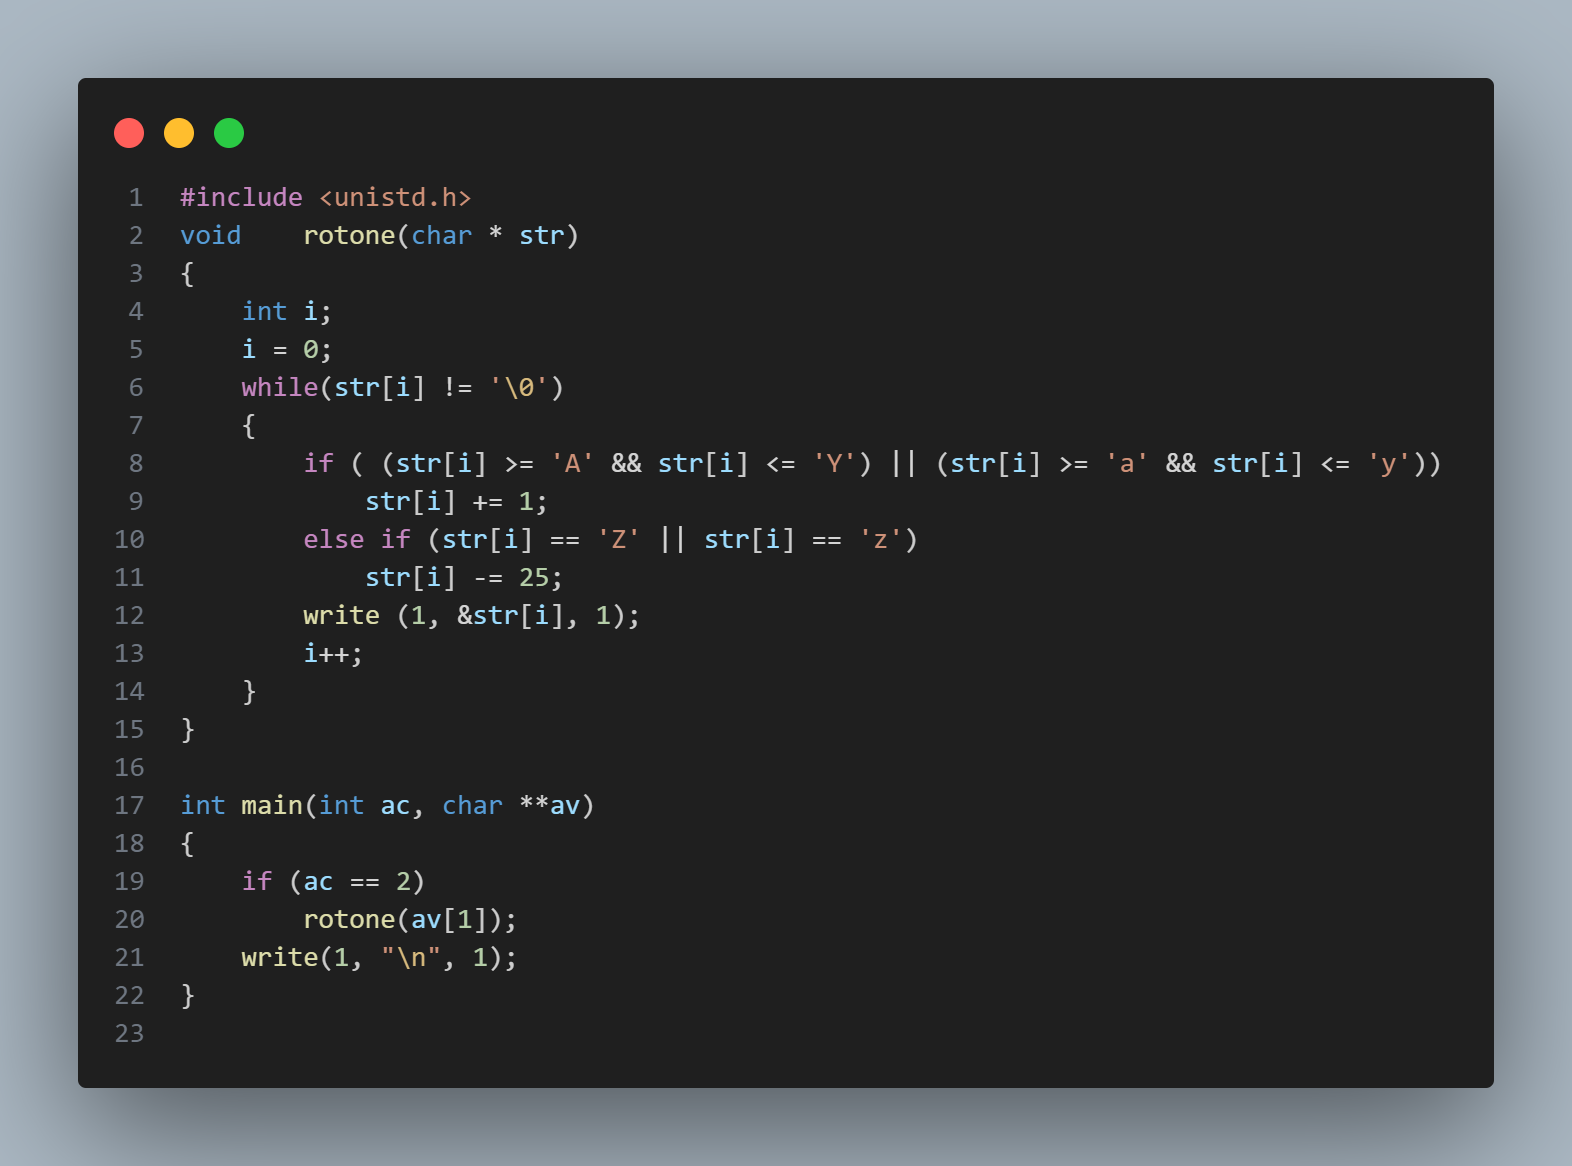 1 #include <unistd.h>
2 void    rotone(char * str)
3 {
4     int i;
5     i = 0;
6     while(str[i] != '\0')
7     {
8         if ( (str[i] >= 'A' && str[i] <= 'Y') || (str[i] >= 'a' && str[i] <= 'y'))
9             str[i] += 1;
10         else if (str[i] == 'Z' || str[i] == 'z')
11             str[i] -= 25;
12         write (1, &str[i], 1);
13         i++;
14     }
15 }
16
17 int main(int ac, char **av)
18 {
19     if (ac == 2)
20         rotone(av[1]);
21     write(1, "\n", 1);
22 }
23